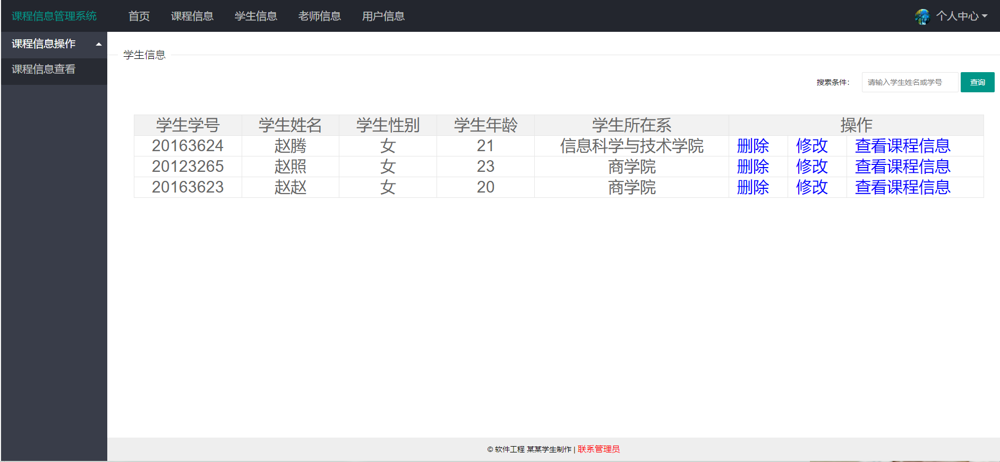 课程信息管理系统 首页 课程信息 学生信息 老师信息 用户信息 个人中心
课程信息操作
课程信息查看
学生信息
搜索条件： 请输入学生姓名或学号 查询
学生学号 学生姓名 学生性别 学生年龄 学生所在系 操作
20163624 赵腾 女 21 信息科学与技术学院 删除 修改 查看课程信息
20123265 赵照 女 23 商学院 删除 修改 查看课程信息
20163623 赵赵 女 20 商学院 删除 修改 查看课程信息
© 软件工程 某某学生制作 | 联系管理员